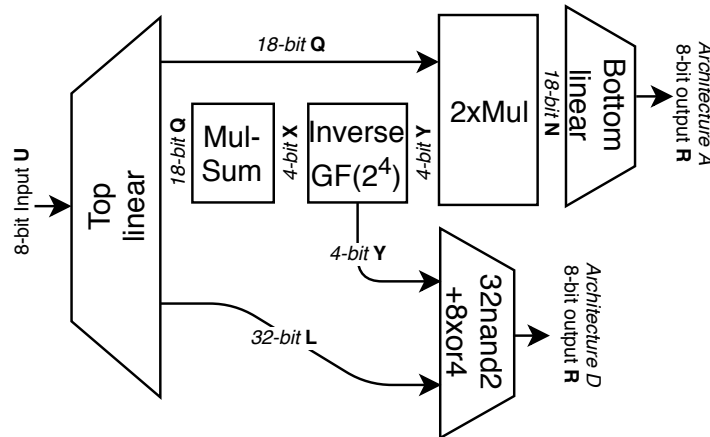 8-bit Input U
Top
linear
18-bit Q
18-bit Q
Mul-
Sum
4-bit X
Inverse
GF(2⁴)
4-bit Y
2xMul
18-bit N
Bottom
linear
Architecture A
8-bit output R
4-bit Y
32-bit L
32nand2
+8xor4
Architecture D
8-bit output R